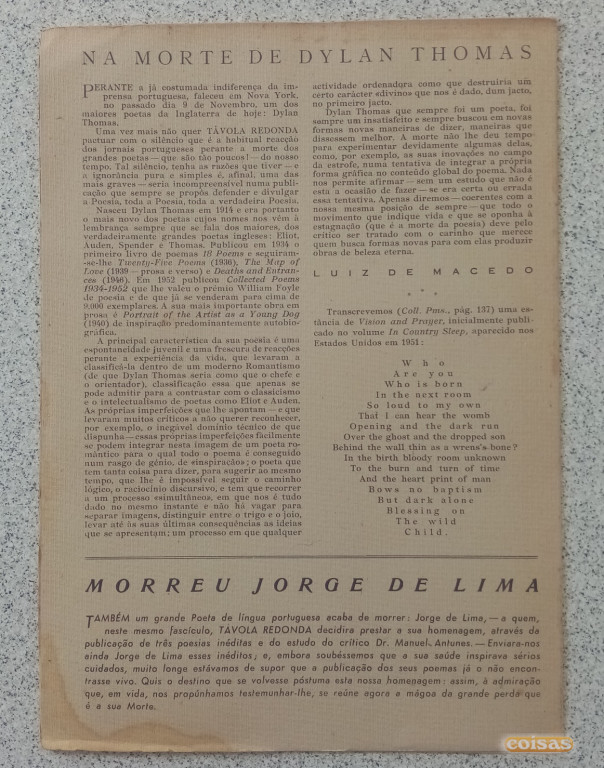 NA MORTE DE DYLAN THOMAS
PERANTE a já costumada indiferença da im-
prensa portuguesa, faleceu em Nova York,
no passado dia 9 de Novembro, um dos
maiores poetas da Inglaterra de hoje: Dylan
Thomas.
Uma vez mais não quer TÁVOLA REDONDA
pactuar com o silêncio que é a habitual reacção
dos jornais portugueses perante a morte dos
grandes poetas — que são tão poucos! — do nosso
tempo. Tal silêncio, tenha as razões que tiver — e
a ignorância pura e simples é, afinal, uma das
mais graves — seria incompreensível numa publi-
cação que sempre se propôs defender e divulgar
a Poesia, toda a Poesia, toda a verdadeira Poesia.
Nasceu Dylan Thomas em 1914 e era portanto
o mais novo dos poetas cujos nomes nos vêm à
lembrança sempre que se fala dos maiores, dos
verdadeiramente grandes poetas ingleses: Eliot,
Auden, Spender e Thomas. Publicou em 1934 o
primeiro livro de poemas 18 Poems e seguiram-
-se-lhe Twenty-Five Poems (1936), The Map of
Love (1939 — prosa e verso) e Deaths and Entran-
ces (1946). Em 1952 publicou Collected Poems
1934-1952 que lhe valeu o prémio William Foyle
de poesia e de que já se venderam para cima de
9.000 exemplares. A sua mais importante obra em
prosa é Portrait of the Artist as a Young Dog
(1940) de inspiração predominantemente autobio-
gráfica.
A principal característica da sua poesia é uma
espontaneidade juvenil e uma frescura de reacções
perante a experiência da vida, que levaram a
classificá-la dentro de um moderno Romantismo
(de que Dylan Thomas seria como que o chefe e
o orientador), classificação essa que apenas se
pode admitir para a contrastar com o classicismo
e o intelectualismo de poetas como Eliot e Auden.
As próprias imperfeições que lhe apontam — e que
levaram muitos críticos a não querer reconhecer,
por exemplo, o inegável domínio técnico de que
dispunha — essas próprias imperfeições facilmente
se podem integrar nesta imagem de um poeta ro-
mântico para o qual todo o poema é conseguido
num rasgo de génio, de «inspiração»; o poeta que
tem tanta coisa para dizer, para sugerir ao mesmo
tempo, que lhe é impossível seguir o caminho
lógico, o raciocínio discursivo, e tem que recorrer
a um processo «simultâneo», em que nos é tudo
dado no mesmo instante e não há vagar para
separar imagens, distinguir entre o trigo e o joio,
levar até às suas últimas consequências as ideias
que se apresentam; um processo em que qualquer
actividade ordenadora como que destruiria um
certo carácter «divino» que nos é dado, dum jacto,
no primeiro jacto.
Dylan Thomas que sempre foi um poeta, foi
sempre um insatisfeito e sempre buscou em novas
formas novas maneiras de dizer, maneiras que
dissessem melhor. A morte não lhe deu tempo
para experimentar devidamente algumas delas,
como, por exemplo, as suas inovações no campo
da estrofe, numa tentativa de integrar a própria
forma gráfica no conteúdo global do poema. Nada
nos permite afirmar — sem um estudo que não é
esta a ocasião de fazer — se era certa ou errada
essa tentativa. Apenas diremos — coerentes com a
nossa mesma posição de sempre — que todo o
movimento que indique vida e que se oponha à
estagnação (que é a morte da poesia) deve pelo
crítico ser tratado com o carinho que merece
quem busca formas novas para com elas produzir
obras de beleza eterna.
LUIZ DE MACEDO
* * *
Transcrevemos (Coll. Pms., pág. 137) uma es-
tância de Vision and Prayer, inicialmente publi-
cado no volume In Country Sleep, aparecido nos
Estados Unidos em 1951:
Who
Are you
Who is born
In the next room
So loud to my own
That I can hear the womb
Opening and the dark run
Over the ghost and the dropped son
Behind the wall thin as a wrens's bone?
In the birth bloody room unknown
To the burn and turn of time
And the heart print of man
Bows no baptism
But dark alone
Blessing on
The wild
Child.
MORREU JORGE DE LIMA
TAMBÉM um grande Poeta de língua portuguesa acaba de morrer: Jorge de Lima, — a quem,
neste mesmo fascículo, TÁVOLA REDONDA decidira prestar a sua homenagem, através da
publicação de três poesias inéditas e do estudo do crítico Dr. Manuel Antunes. — Enviara-nos
ainda Jorge de Lima esses inéditos; e, embora soubéssemos que a sua saúde inspirava sérios
cuidados, muito longe estávamos de supor que a publicação dos seus poemas já o não encon-
trasse vivo. Quis o destino que se volvesse póstuma esta nossa homenagem: assim, à admiração
que, em vida, nos propúnhamos testemunhar-lhe, se reúne agora a mágoa da grande perda que
é a sua Morte.
coisas